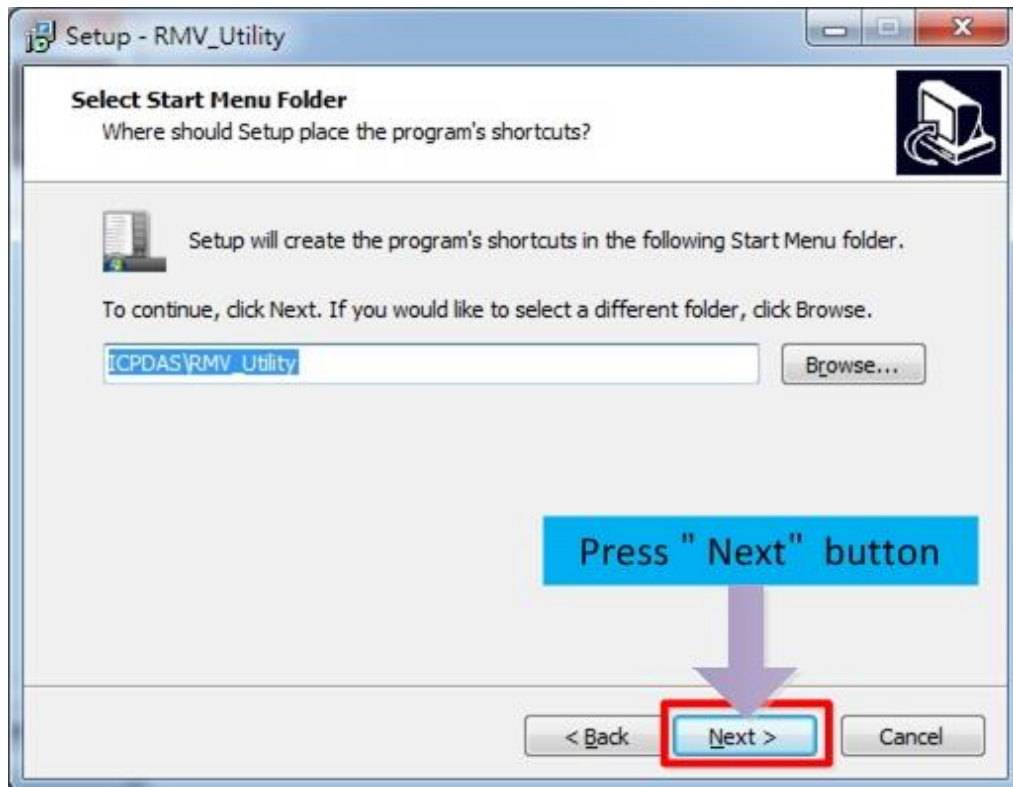 Setup - RMV_Utility
Select Start Menu Folder
Where should Setup place the program's shortcuts?
Setup will create the program's shortcuts in the following Start Menu folder.
To continue, click Next. If you would like to select a different folder, click Browse.
ICPDAS\RMV_Utility
Browse...
Press " Next" button
< Back
Next >
Cancel